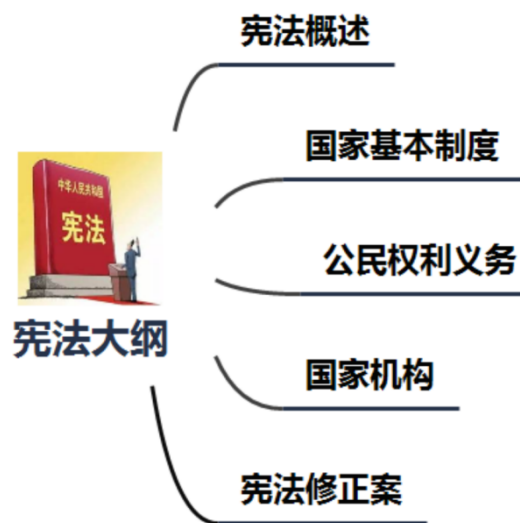 宪法概述
国家基本制度
中华人民共和国
宪法
公民权利义务
宪法大纲
国家机构
宪法修正案